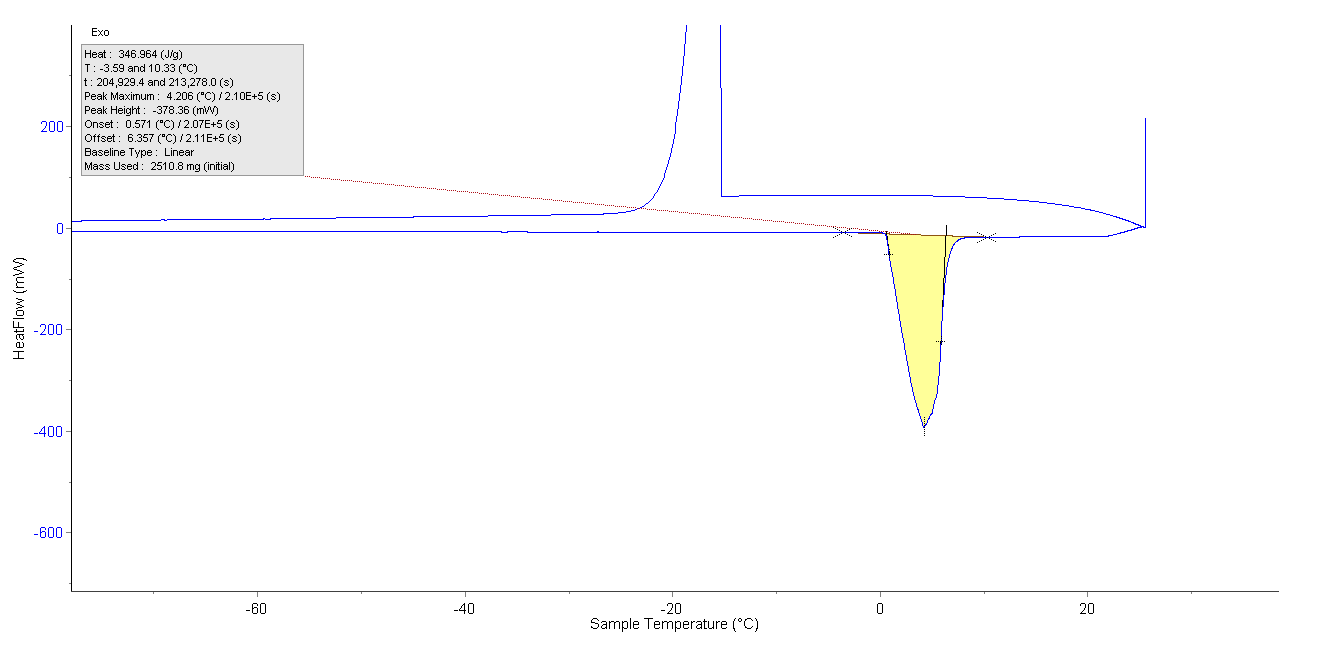 Exo
Heat : 346.964 (J/g)
T : -3.59 and 10.33 (°C)
t : 204,929.4 and 213,278.0 (s)
Peak Maximum : 4.206 (°C) / 2.10E+5 (s)
Peak Height : -378.36 (mW)
Onset : 0.571 (°C) / 2.07E+5 (s)
Offset : 6.357 (°C) / 2.11E+5 (s)
Baseline Type : Linear
Mass Used : 2510.8 mg (initial)
200
0
-200
-400
-600
HeatFlow (mW)
-60 -40 -20 0 20
Sample Temperature (°C)